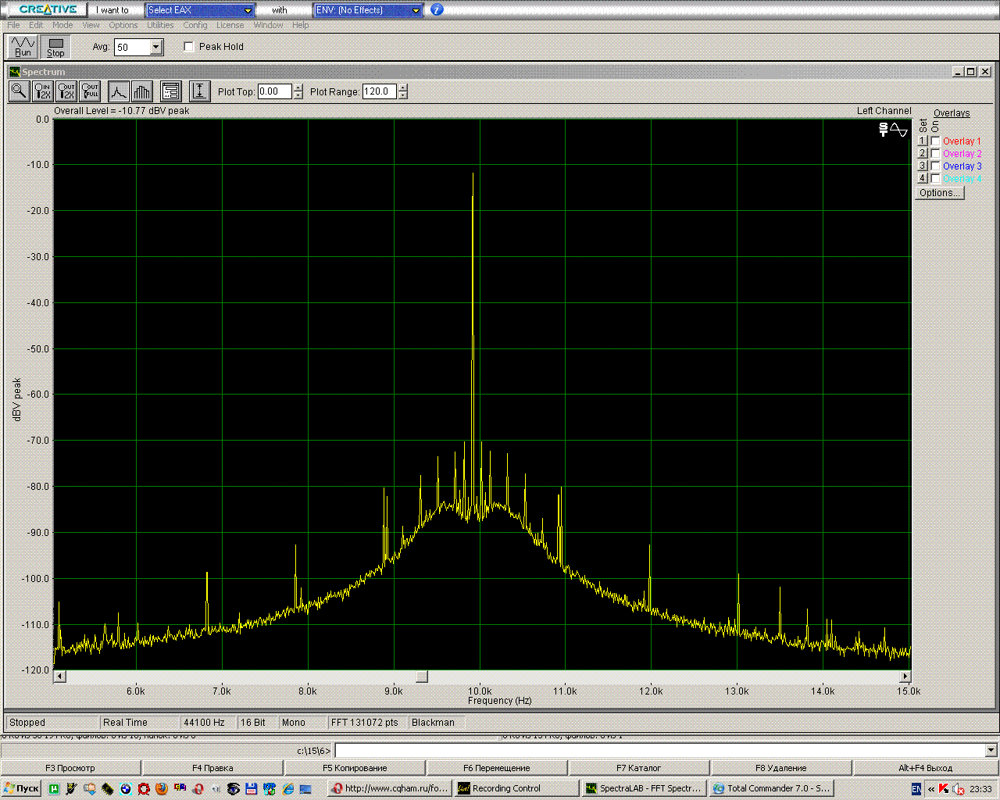 CREATIVE I want to Select EAX with ENV: (No Effects)
File Edit Mode View Options Utilities Config License Window Help
Run Stop Avg: 50 Peak Hold
Spectrum
IN 2X OUT 2X OUT FULL Plot Top: 0.00 Plot Range: 120.0
Overall Level = -10.77 dBV peak Left Channel
Overlays
Set On
1 Overlay 1
2 Overlay 2
3 Overlay 3
4 Overlay 4
Options...
ST
0.0
-10.0
-20.0
-30.0
-40.0
-50.0
-60.0
-70.0
-80.0
-90.0
-100.0
-110.0
-120.0
dBV peak
6.0k 7.0k 8.0k 9.0k 10.0k 11.0k 12.0k 13.0k 14.0k 15.0k
Frequency (Hz)
Stopped Real Time 44100 Hz 16 Bit Mono FFT 131072 pts Blackman
c:\15\6>
F3 Просмотр F4 Правка F5 Копирование F6 Перемещение F7 Каталог F8 Удаление Alt+F4 Выход
Пуск http://www.cqham.ru/fo... Recording Control SpectraLAB - FFT Spectr... Total Commander 7.0 - S... EN « 23:33